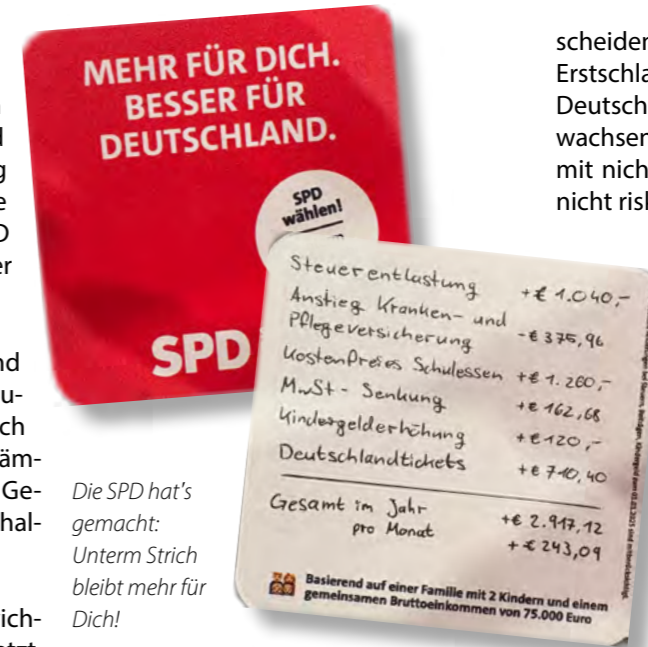 MEHR FÜR DICH.
BESSER FÜR
DEUTSCHLAND.
SPD
wählen!
SPD
Steuerentlastung +€ 1.040,-
Anstieg Kranken- und
Pflegeversicherung -€ 375,96
Kostenfreies Schulessen +€ 1.260,-
MwSt-Senkung +€ 162,68
Kindergelderhöhung +€ 120,-
Deutschlandtickets +€ 710,40
Gesamt im Jahr +€ 2.917,12
pro Monat +€ 243,09
Basierend auf einer Familie mit 2 Kindern und einem
gemeinsamen Bruttoeinkommen von 75.000 Euro
Die SPD hat's
gemacht:
Unterm Strich
bleibt mehr für
Dich!
scheiden
Erstschla
Deutsch
wachsen
mit nich
nicht risk